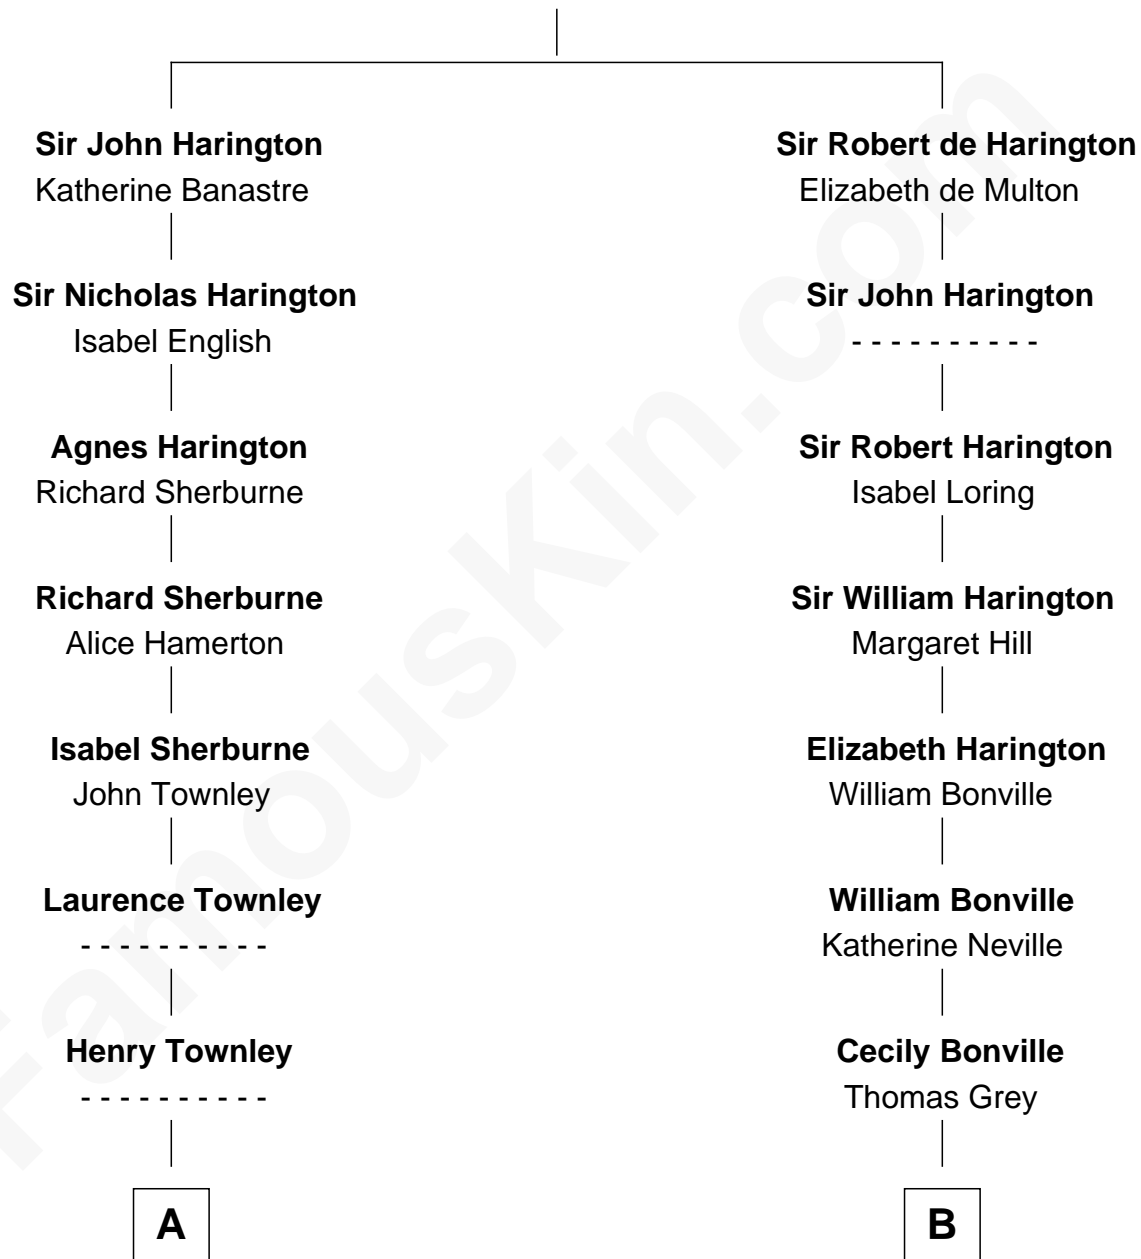 Sir John Harington
Katherine Banastre
Sir Nicholas Harington
Isabel English
Agnes Harington
Richard Sherburne
Richard Sherburne
Alice Hamerton
Isabel Sherburne
John Townley
Laurence Townley
- - - - - - - - - -
Henry Townley
- - - - - - - - - -
A
Sir Robert de Harington
Elizabeth de Multon
Sir John Harington
- - - - - - - - - -
Sir Robert Harington
Isabel Loring
Sir William Harington
Margaret Hill
Elizabeth Harington
William Bonville
William Bonville
Katherine Neville
Cecily Bonville
Thomas Grey
B
FamousKin.com